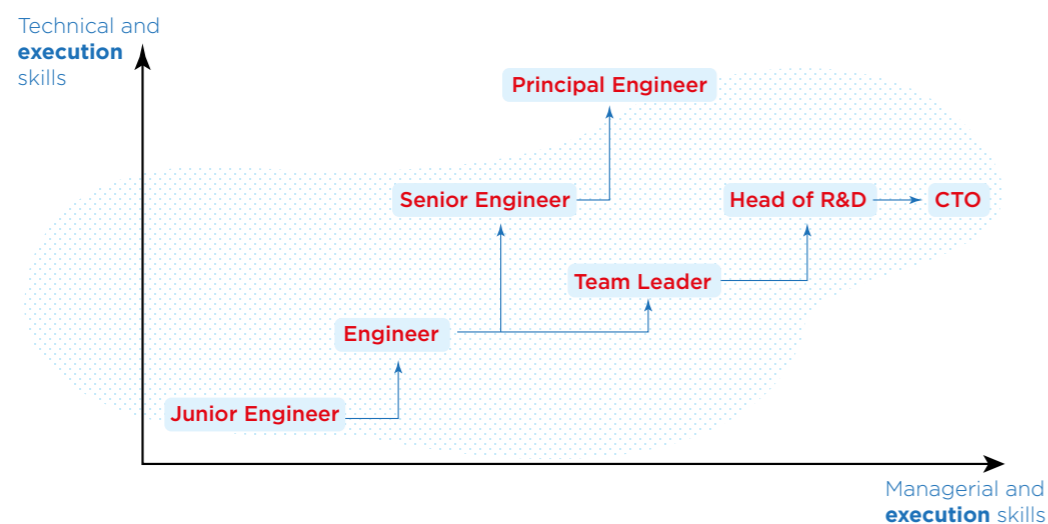 Technical and
execution
skills
Principal Engineer
Senior Engineer
Head of R&D
CTO
Team Leader
Engineer
Junior Engineer
Managerial and
execution skills